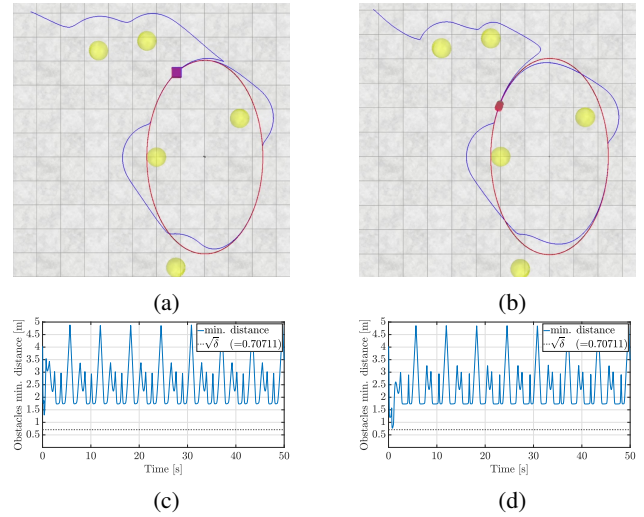 (a)
(b)
Obstacles min. distance [m]
5
4.5
4
3.5
3
2.5
2
1.5
1
0.5
min. distance
√δ (=0.70711)
0 10 20 30 40 50
Time [s]
Obstacles min. distance [m]
5
4.5
4
3.5
3
2.5
2
1.5
1
0.5
min. distance
√δ (=0.70711)
0 10 20 30 40 50
Time [s]
(c)
(d)